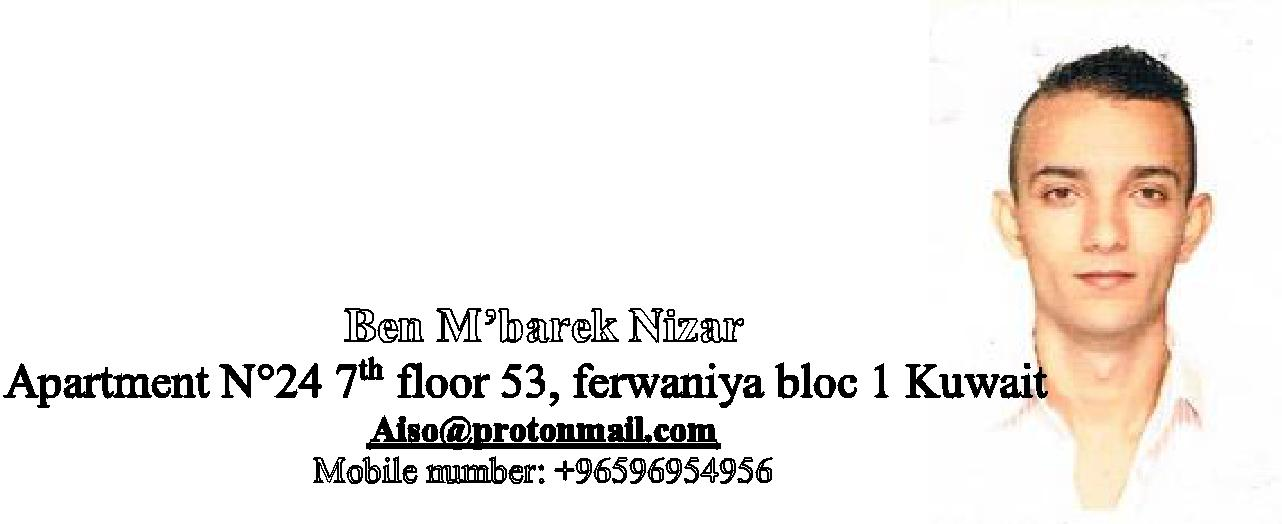 Ben M’barek Nizar
Apartment N°24 7th floor 53, ferwaniya bloc 1 Kuwait
Aiso@protonmail.com
Mobile number: +96596954956